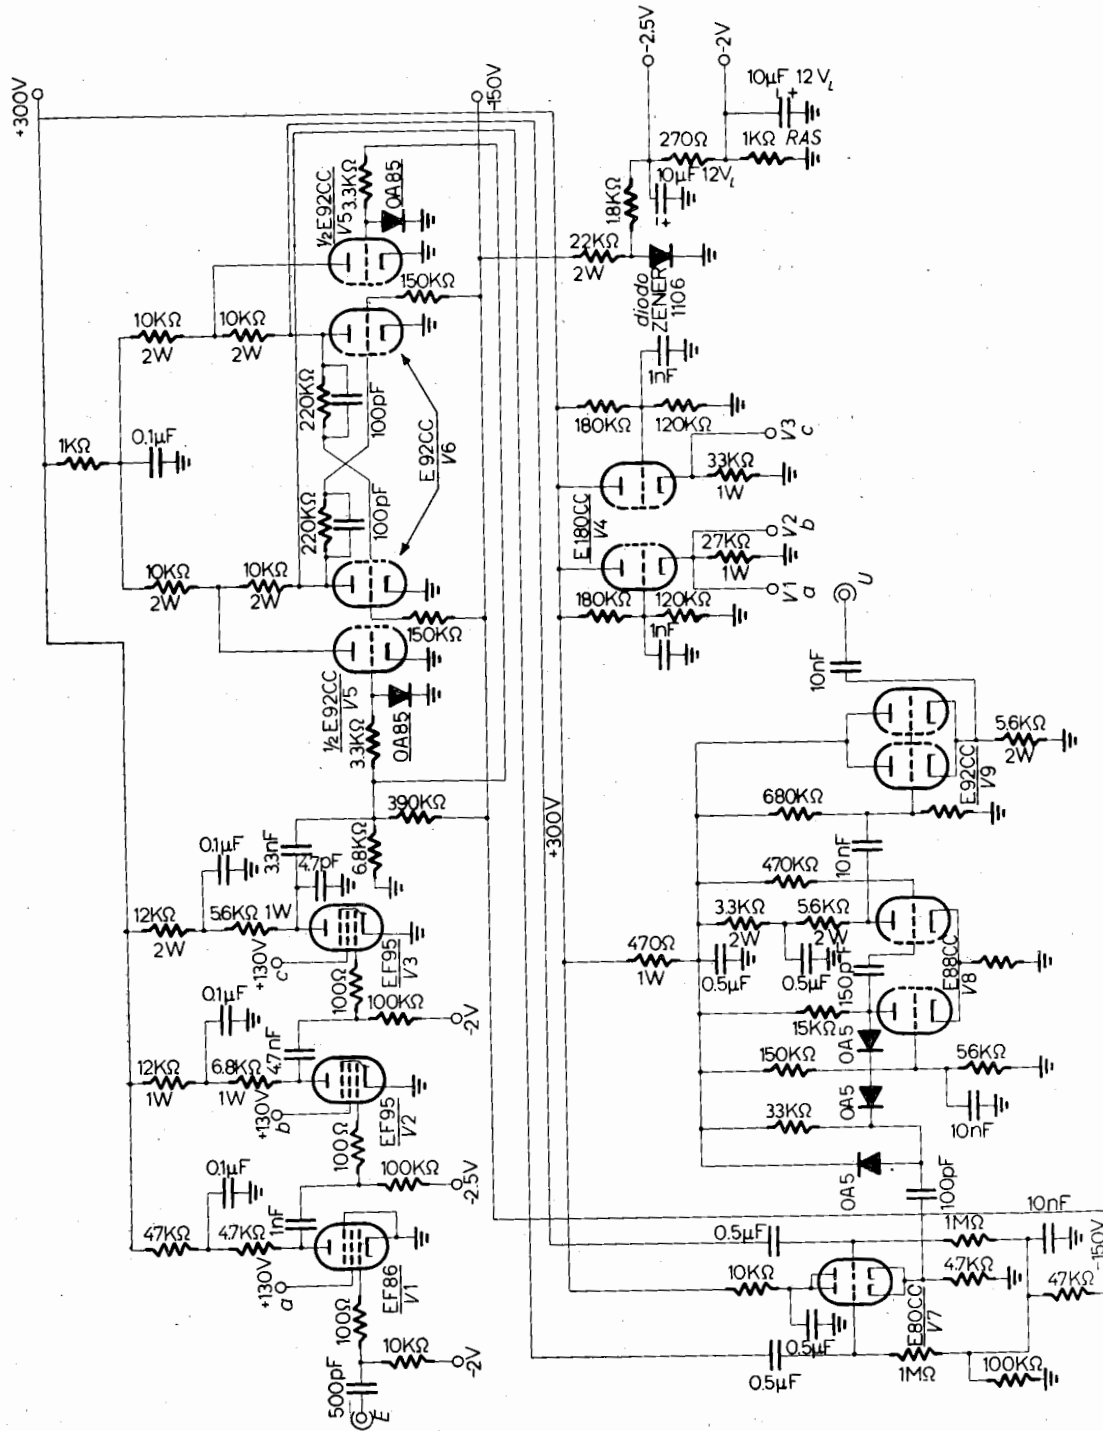 +300V
-150V
-2.5V
-2V
10µF 12V
270Ω
1KΩ RAS
10µF 12V
1.8KΩ
22KΩ
2W
diodo
ZENER
1106
1nF
½E92CC
V5
3.3KΩ
OA85
150KΩ
10KΩ
2W
10KΩ
2W
220KΩ
100pF
1KΩ
0.1µF
E92CC
V6
220KΩ
100pF
10KΩ
2W
10KΩ
2W
150KΩ
½E92CC
V5
3.3KΩ
OA85
180KΩ
120KΩ
E180CC
V4
33KΩ
1W
V3
c
27KΩ
1W
V2
b
V1
a
180KΩ
120KΩ
1nF
U
10nF
390KΩ
6.8KΩ
3.3nF
4.7pF
0.1µF
12KΩ
2W
5.6KΩ
1W
+130V
c
EF95
V3
100Ω
100KΩ
-2V
0.1µF
4.7nF
12KΩ
1W
6.8KΩ
1W
+130V
b
EF95
V2
100Ω
100KΩ
-2.5V
0.1µF
1nF
47KΩ
4.7KΩ
+130V
a
EF86
V1
100Ω
10KΩ
-2V
500pF
E
+300V
5.6KΩ
2W
E92CC
V9
680KΩ
10nF
470KΩ
3.3KΩ
2W
5.6KΩ
2W
470Ω
1W
0.5µF
0.5µF
150pF
E88CC
V8
15KΩ
OA5
150KΩ
56KΩ
OA5
10nF
33KΩ
OA5
100pF
0.5µF
1MΩ
10nF
10KΩ
4.7KΩ
47KΩ
-150V
E80CC
V7
0.5µF
0.5µF
1MΩ
100KΩ